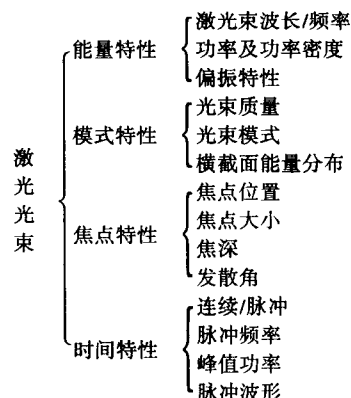 激光光束
能量特性
激光束波长/频率
功率及功率密度
偏振特性
模式特性
光束质量
光束模式
横截面能量分布
焦点特性
焦点位置
焦点大小
焦深
发散角
时间特性
连续/脉冲
脉冲频率
峰值功率
脉冲波形